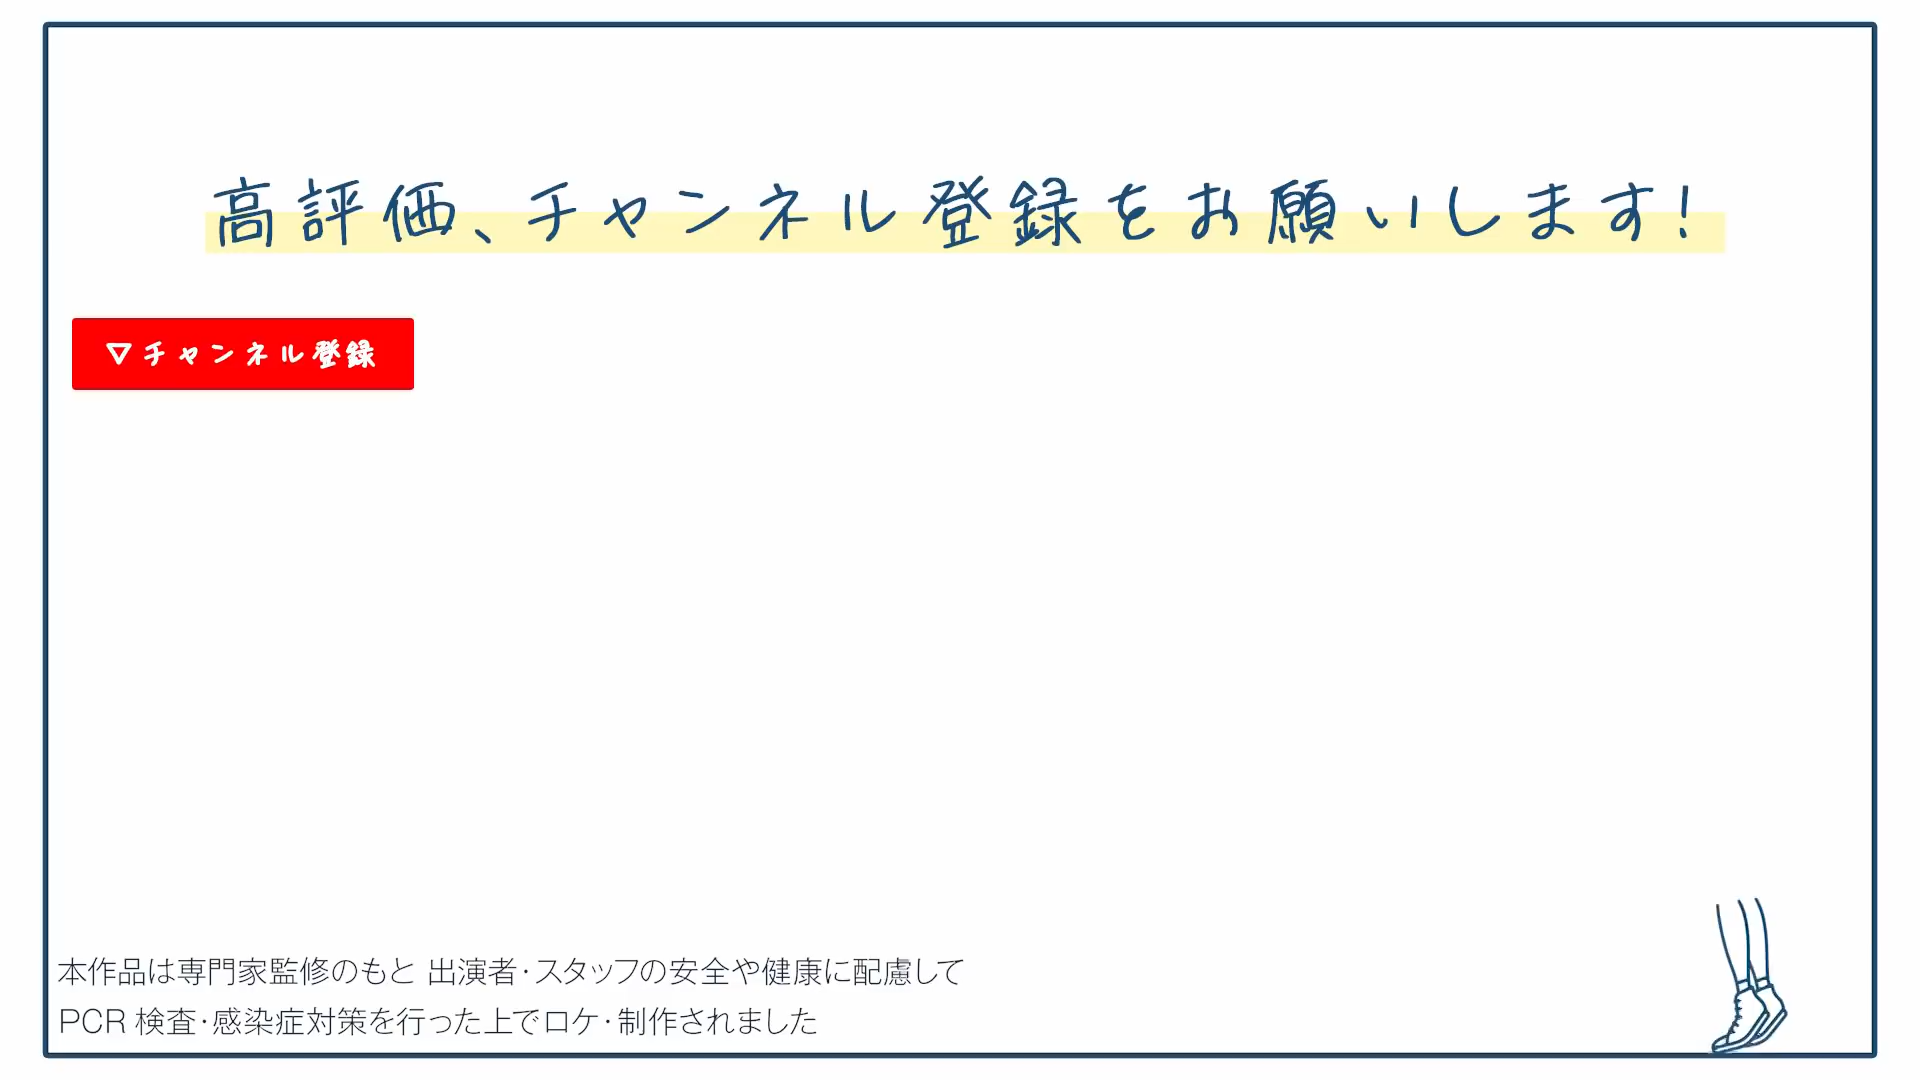 高評価、チャンネル登録をお願いします!
▽チャンネル登録
本作品は専門家監修のもと 出演者・スタッフの安全や健康に配慮して
PCR 検査・感染症対策を行った上でロケ・制作されました